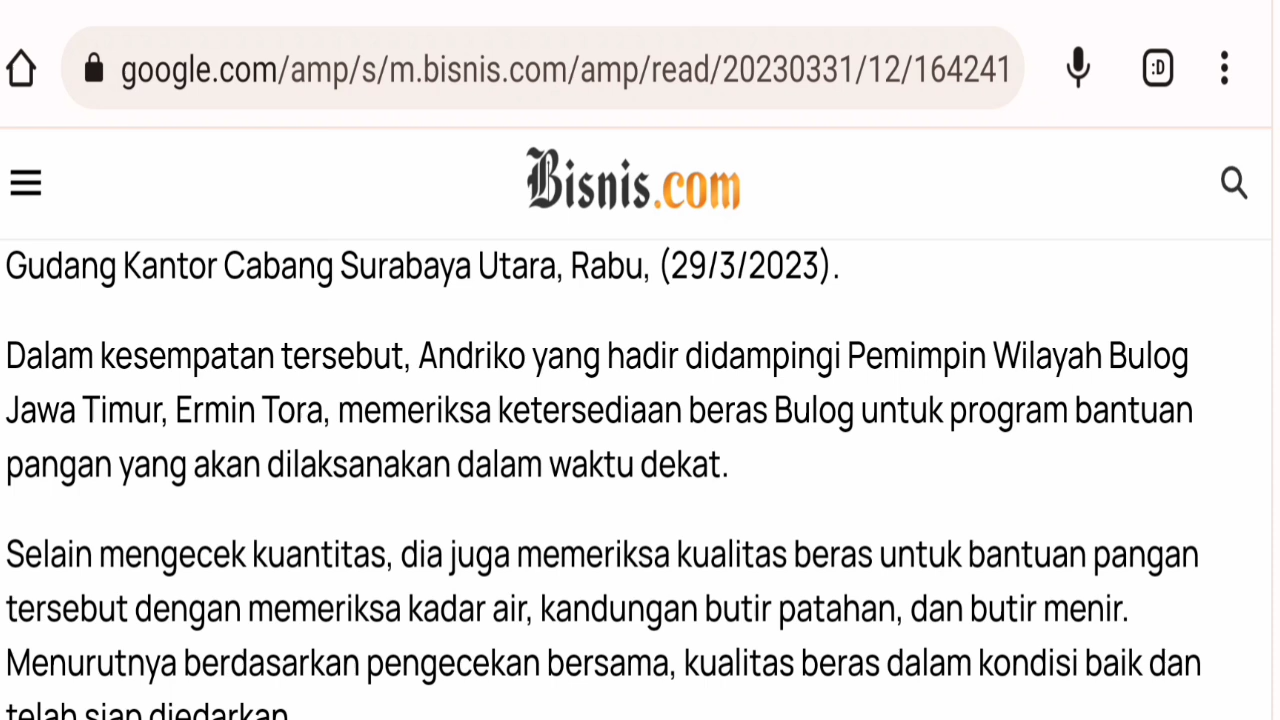 google.com/amp/s/m.bisnis.com/amp/read/20230331/12/164241
:D
Bisnis.com
Gudang Kantor Cabang Surabaya Utara, Rabu, (29/3/2023).
Dalam kesempatan tersebut, Andriko yang hadir didampingi Pemimpin Wilayah Bulog
Jawa Timur, Ermin Tora, memeriksa ketersediaan beras Bulog untuk program bantuan
pangan yang akan dilaksanakan dalam waktu dekat.
Selain mengecek kuantitas, dia juga memeriksa kualitas beras untuk bantuan pangan
tersebut dengan memeriksa kadar air, kandungan butir patahan, dan butir menir.
Menurutnya berdasarkan pengecekan bersama, kualitas beras dalam kondisi baik dan
telah siap diedarkan.